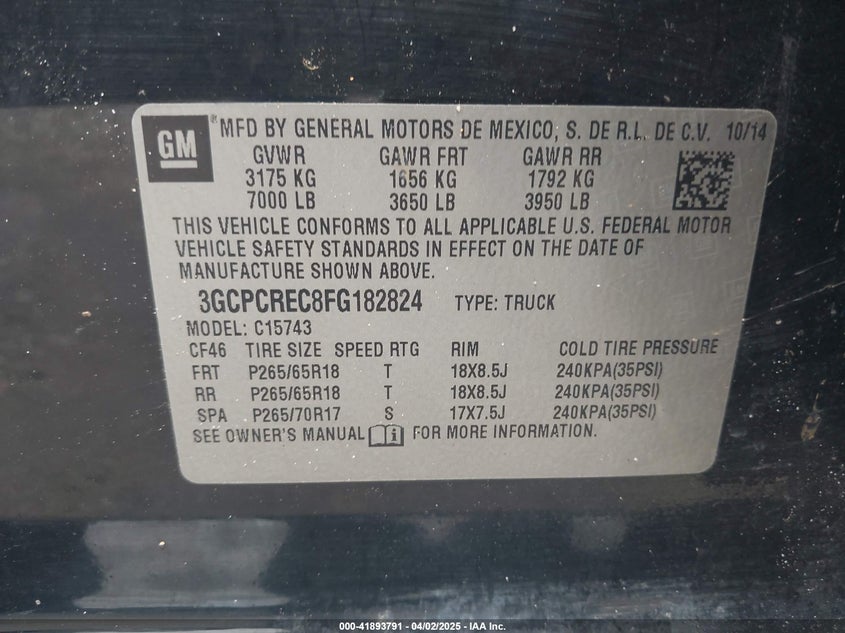 GM® MFD BY GENERAL MOTORS DE MEXICO, S. DE R.L. DE C.V. 10/14
GVWR GAWR FRT GAWR RR
3175 KG 1656 KG 1792 KG
7000 LB 3650 LB 3950 LB
THIS VEHICLE CONFORMS TO ALL APPLICABLE U.S. FEDERAL MOTOR
VEHICLE SAFETY STANDARDS IN EFFECT ON THE DATE OF
MANUFACTURE SHOWN ABOVE.
3GCPCREC8FG182824 TYPE: TRUCK
MODEL: C15743
CF46 TIRE SIZE SPEED RTG RIM COLD TIRE PRESSURE
FRT P265/65R18 T 18X8.5J 240KPA(35PSI)
RR P265/65R18 T 18X8.5J 240KPA(35PSI)
SPA P265/70R17 S 17X7.5J 240KPA(35PSI)
SEE OWNER'S MANUAL i FOR MORE INFORMATION.
000-41893791 - 04/02/2025 - IAA Inc.